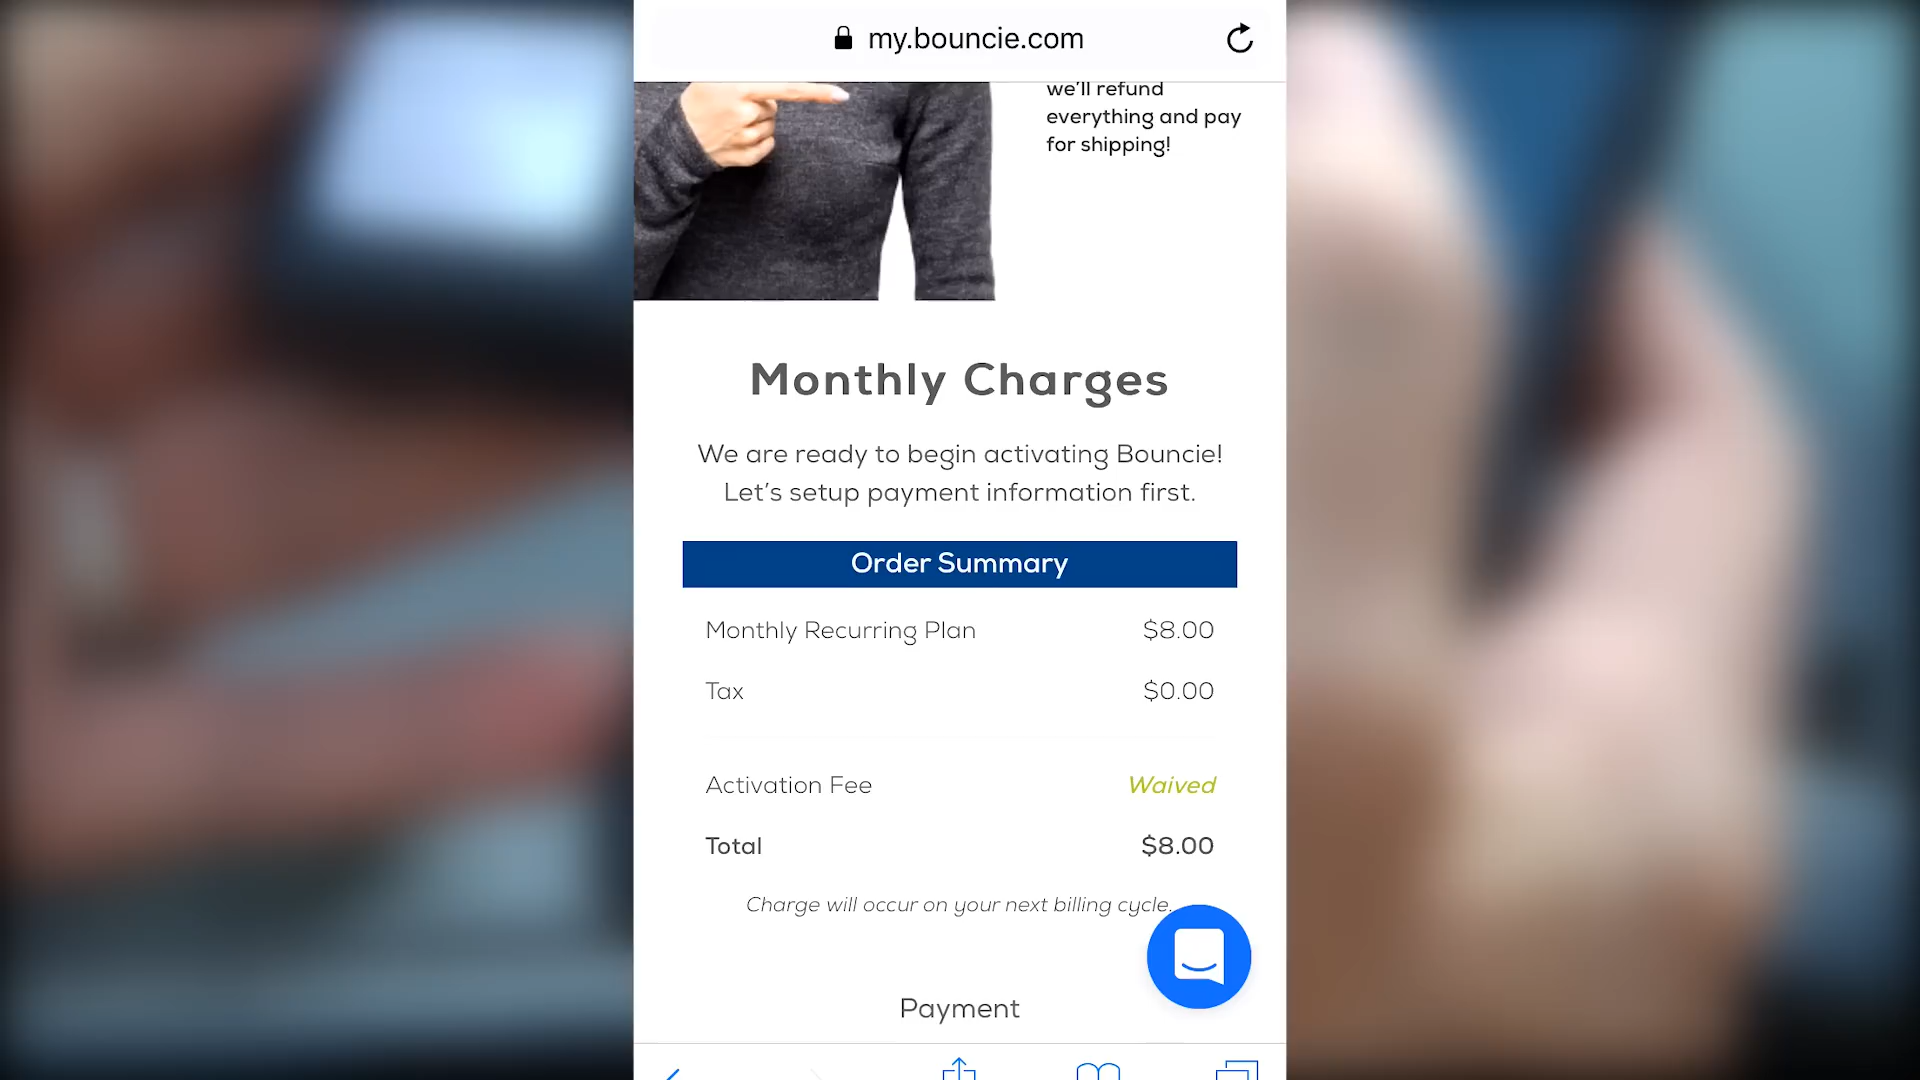 my.bouncie.com
we'll refund
everything and pay
for shipping!
Monthly Charges
We are ready to begin activating Bouncie!
Let's setup payment information first.
Order Summary
Monthly Recurring Plan $8.00
Tax $0.00
Activation Fee Waived
Total $8.00
Charge will occur on your next billing cycle.
Payment